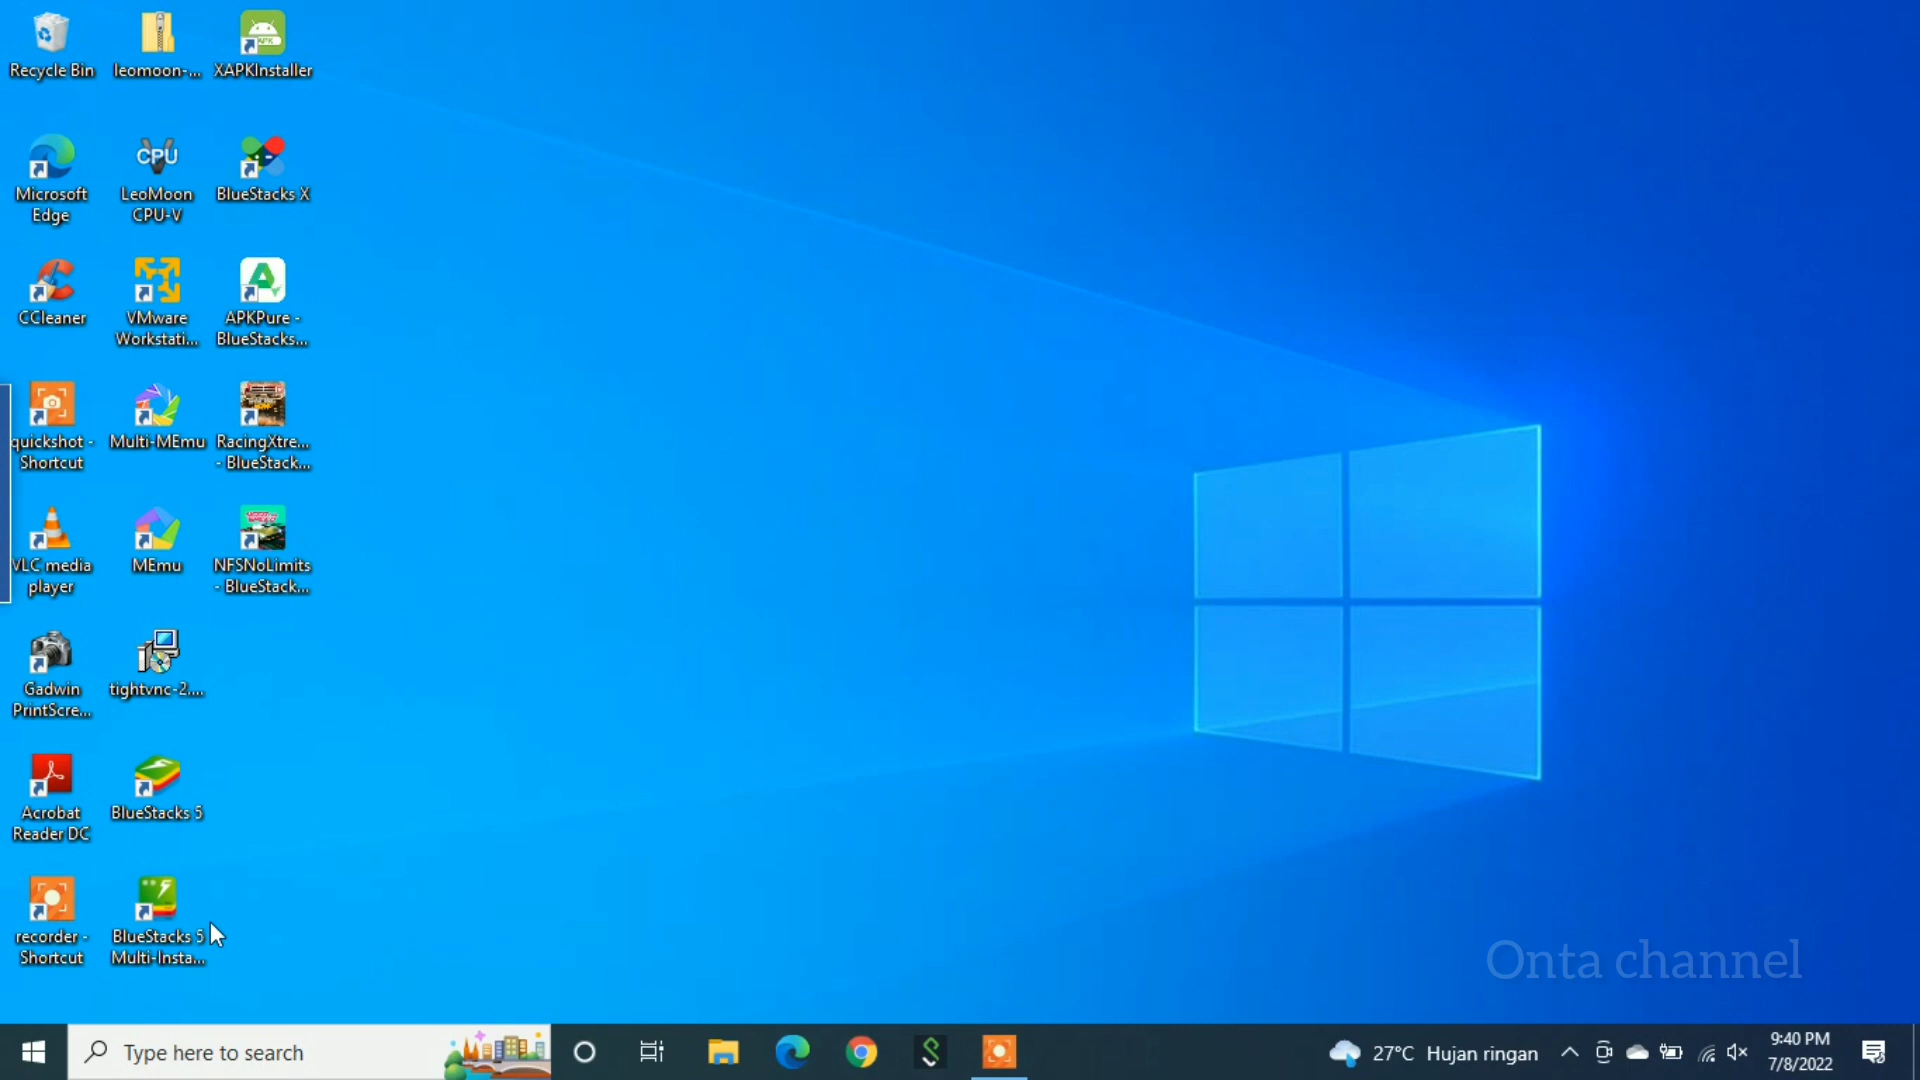 Recycle Bin
leomoon-...
XAPKInstaller
Microsoft
Edge
CPU
LeoMoon
CPU-V
BlueStacks X
CCleaner
VMware
Workstati...
APKPure -
BlueStacks...
quickshot -
Shortcut
Multi-MEmu
RacingXtre...
- BlueStack...
VLC media
player
MEmu
NFSNoLimits
- BlueStack...
Gadwin
PrintScre...
tightvnc-2....
Acrobat
Reader DC
BlueStacks 5
recorder -
Shortcut
BlueStacks 5
Multi-Insta...
Onta channel
Type here to search
27°C Hujan ringan
9:40 PM
7/8/2022